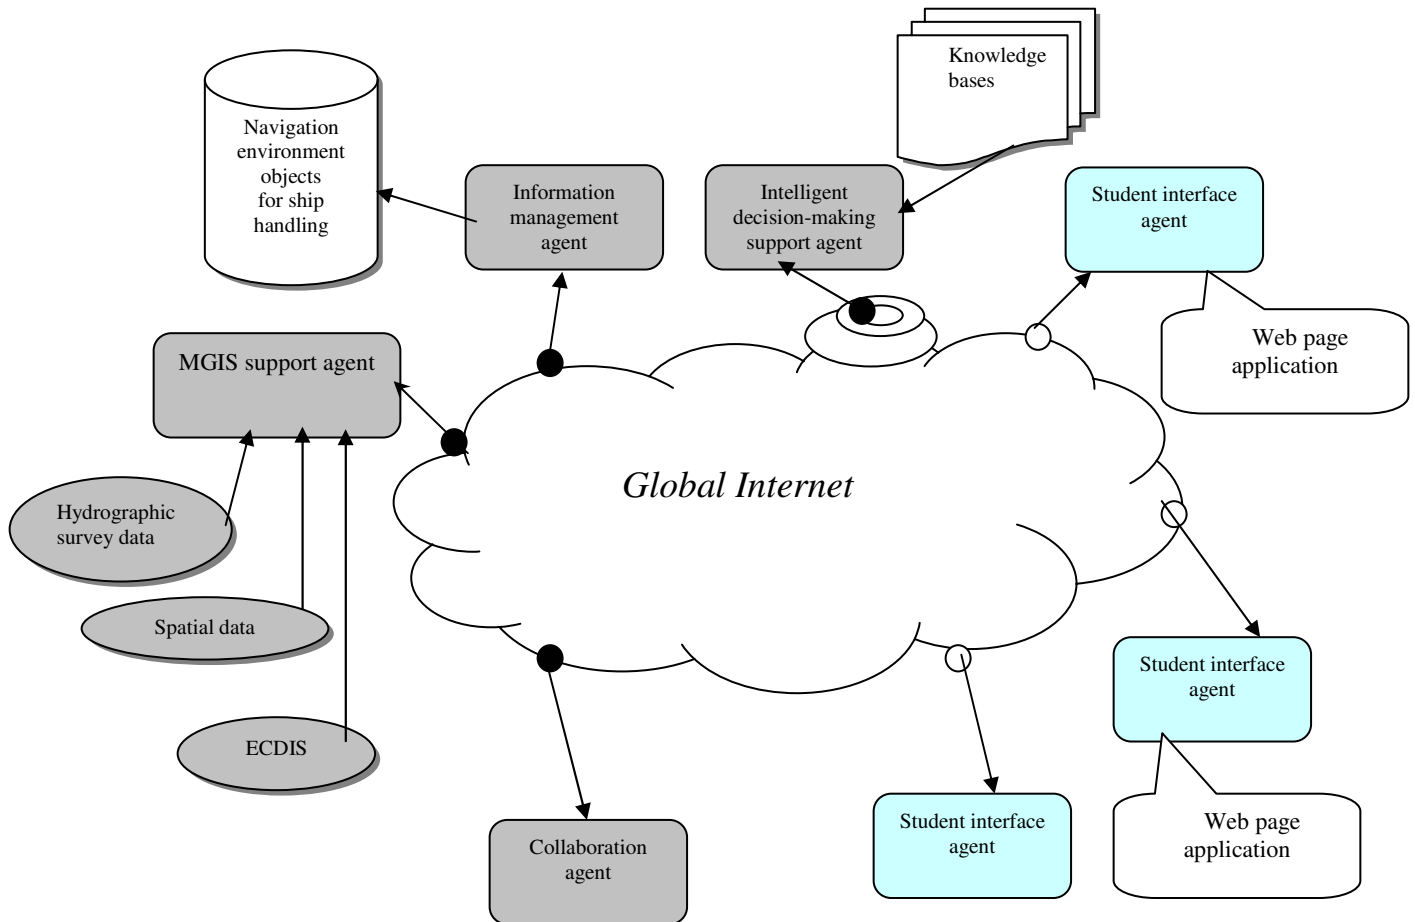 Knowledge
bases
Navigation
environment
objects
for ship
handling
Information
management
agent
Intelligent
decision-making
support agent
Student interface
agent
Web page
application
MGIS support agent
Global Internet
Hydrographic
survey data
Spatial data
Student interface
agent
ECDIS
Student interface
agent
Web page
application
Collaboration
agent